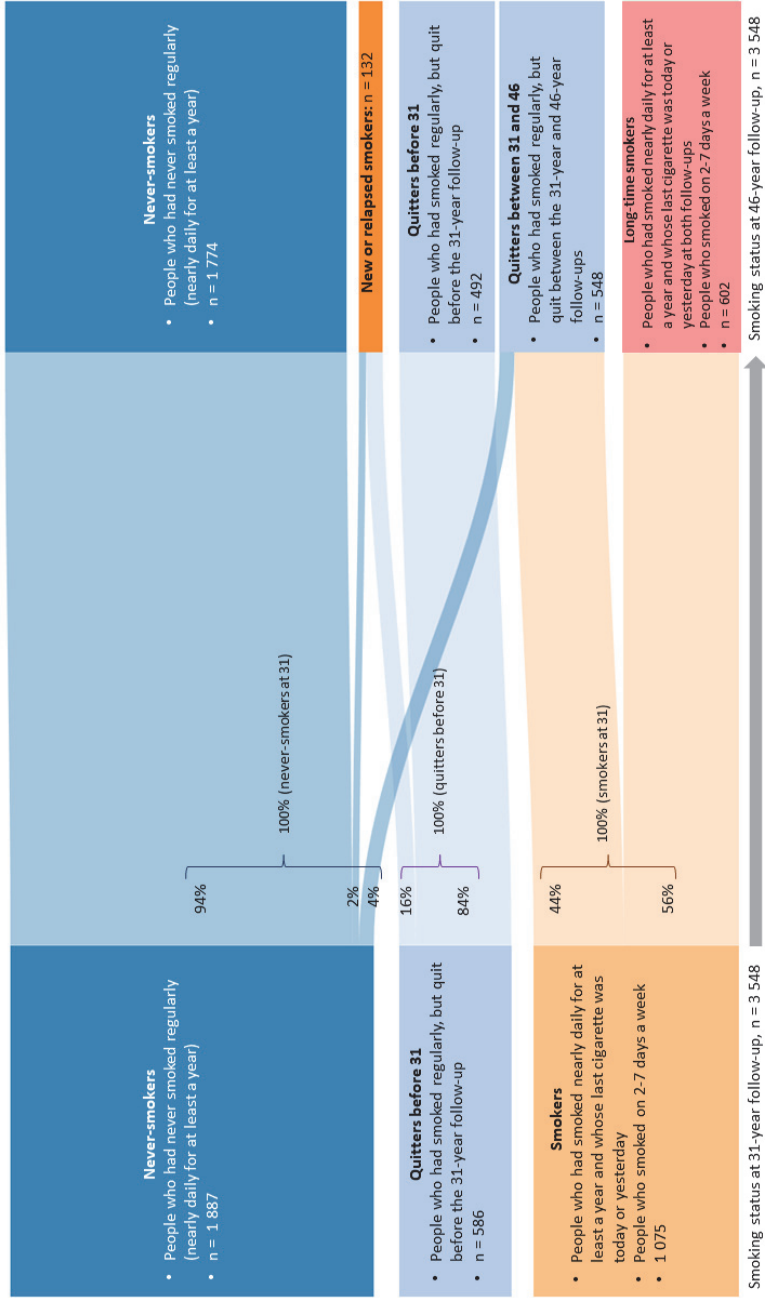 Never-smokers
• People who had never smoked regularly
(nearly daily for at least a year)
• n = 1 887
Quitters before 31
• People who had smoked regularly, but quit
before the 31-year follow-up
• n = 586
Smokers
• People who had smoked nearly daily for at
least a year and whose last cigarette was
today or yesterday
• People who smoked on 2-7 days a week
• 1 075
Smoking status at 31-year follow-up, n = 3 548
94%
2%
4%
100% (never-smokers at 31)
16%
84%
100% (quitters before 31)
44%
56%
100% (smokers at 31)
Never-smokers
• People who had never smoked regularly
(nearly daily for at least a year)
• n = 1 774
New or relapsed smokers: n = 132
Quitters before 31
• People who had smoked regularly, but quit
before the 31-year follow-up
• n = 492
Quitters between 31 and 46
• People who had smoked regularly, but
quit between the 31-year and 46-year
follow-ups
• n = 548
Long-time smokers
• People who had smoked nearly daily for at least
a year and whose last cigarette was today or
yesterday at both follow-ups
• People who smoked on 2-7 days a week
• n = 602
Smoking status at 46-year follow-up, n = 3 548